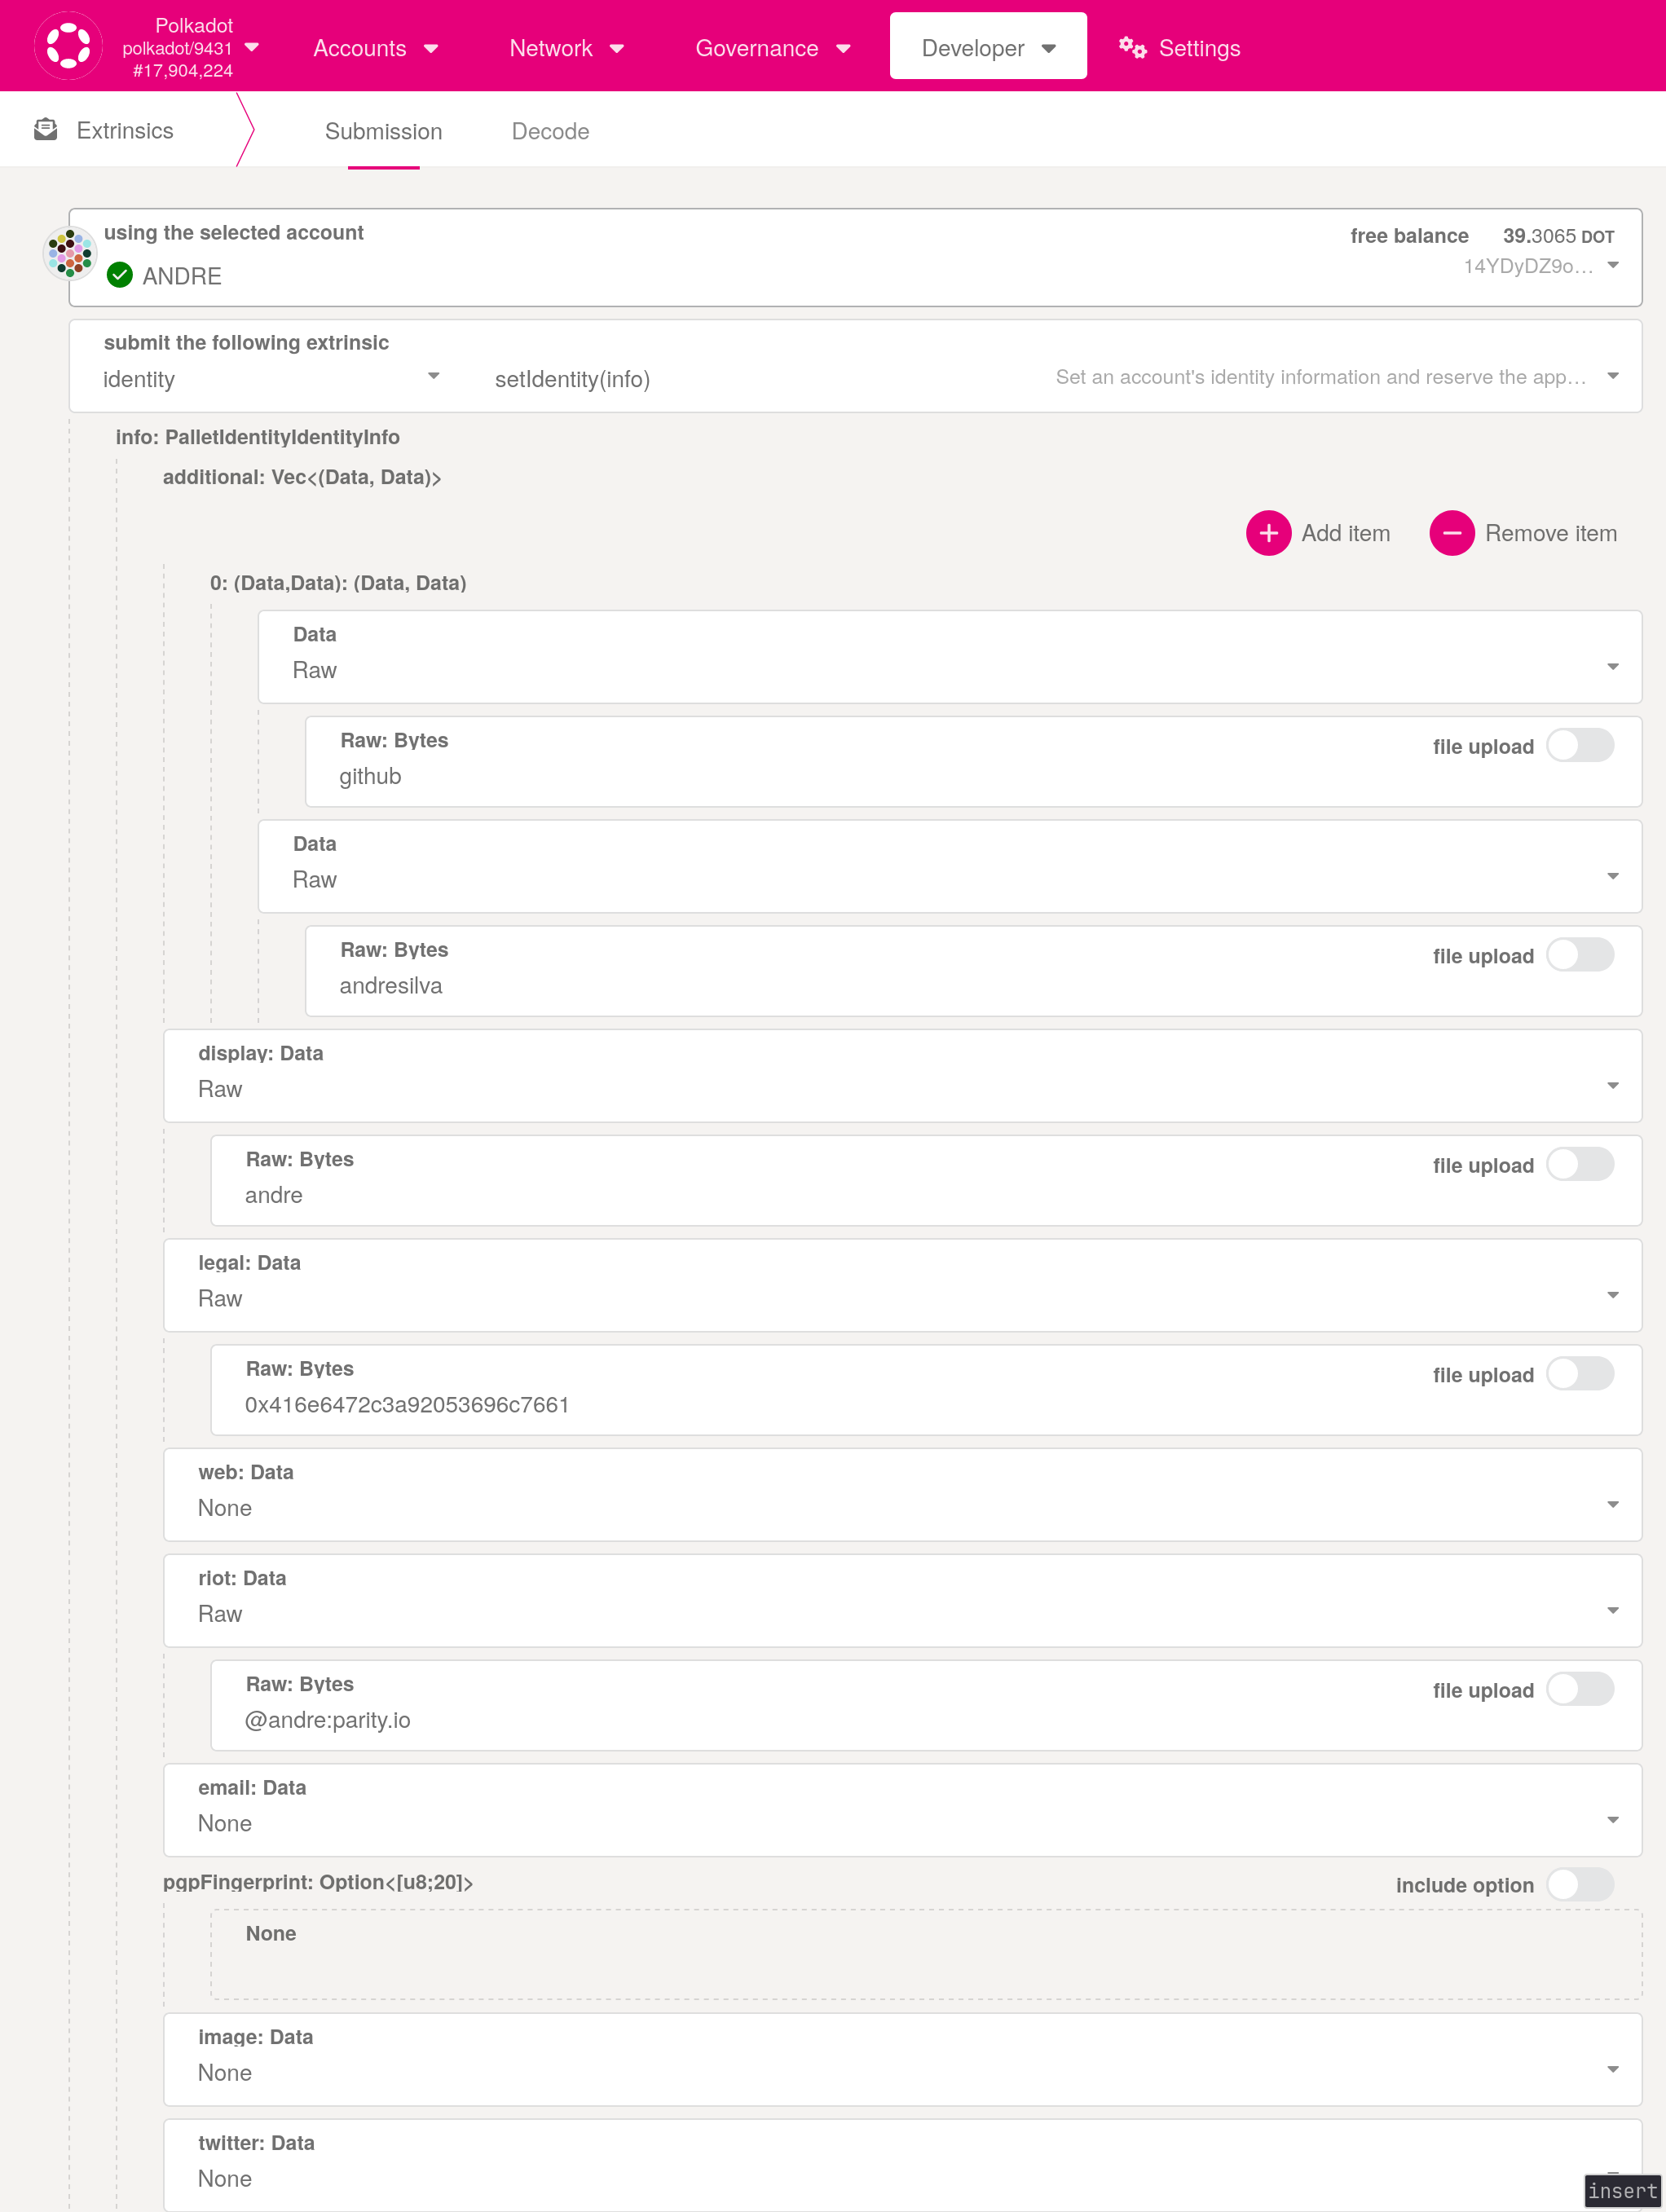 Polkadot
polkadot/9431
#17,904,224
Accounts
Network
Governance
Developer
Settings
Extrinsics
Submission
Decode
using the selected account
ANDRE
free balance 39.3065 DOT
14YDyDZ9o…
submit the following extrinsic
identity
setIdentity(info)
Set an account's identity information and reserve the app…
info: PalletIdentityIdentityInfo
additional: Vec<(Data, Data)>
Add item
Remove item
0: (Data,Data): (Data, Data)
Data
Raw
Raw: Bytes
file upload
github
Data
Raw
Raw: Bytes
file upload
andresilva
display: Data
Raw
Raw: Bytes
file upload
andre
legal: Data
Raw
Raw: Bytes
file upload
0x416e6472c3a92053696c7661
web: Data
None
riot: Data
Raw
Raw: Bytes
file upload
@andre:parity.io
email: Data
None
pgpFingerprint: Option<[u8;20]>
include option
None
image: Data
None
twitter: Data
None
insert